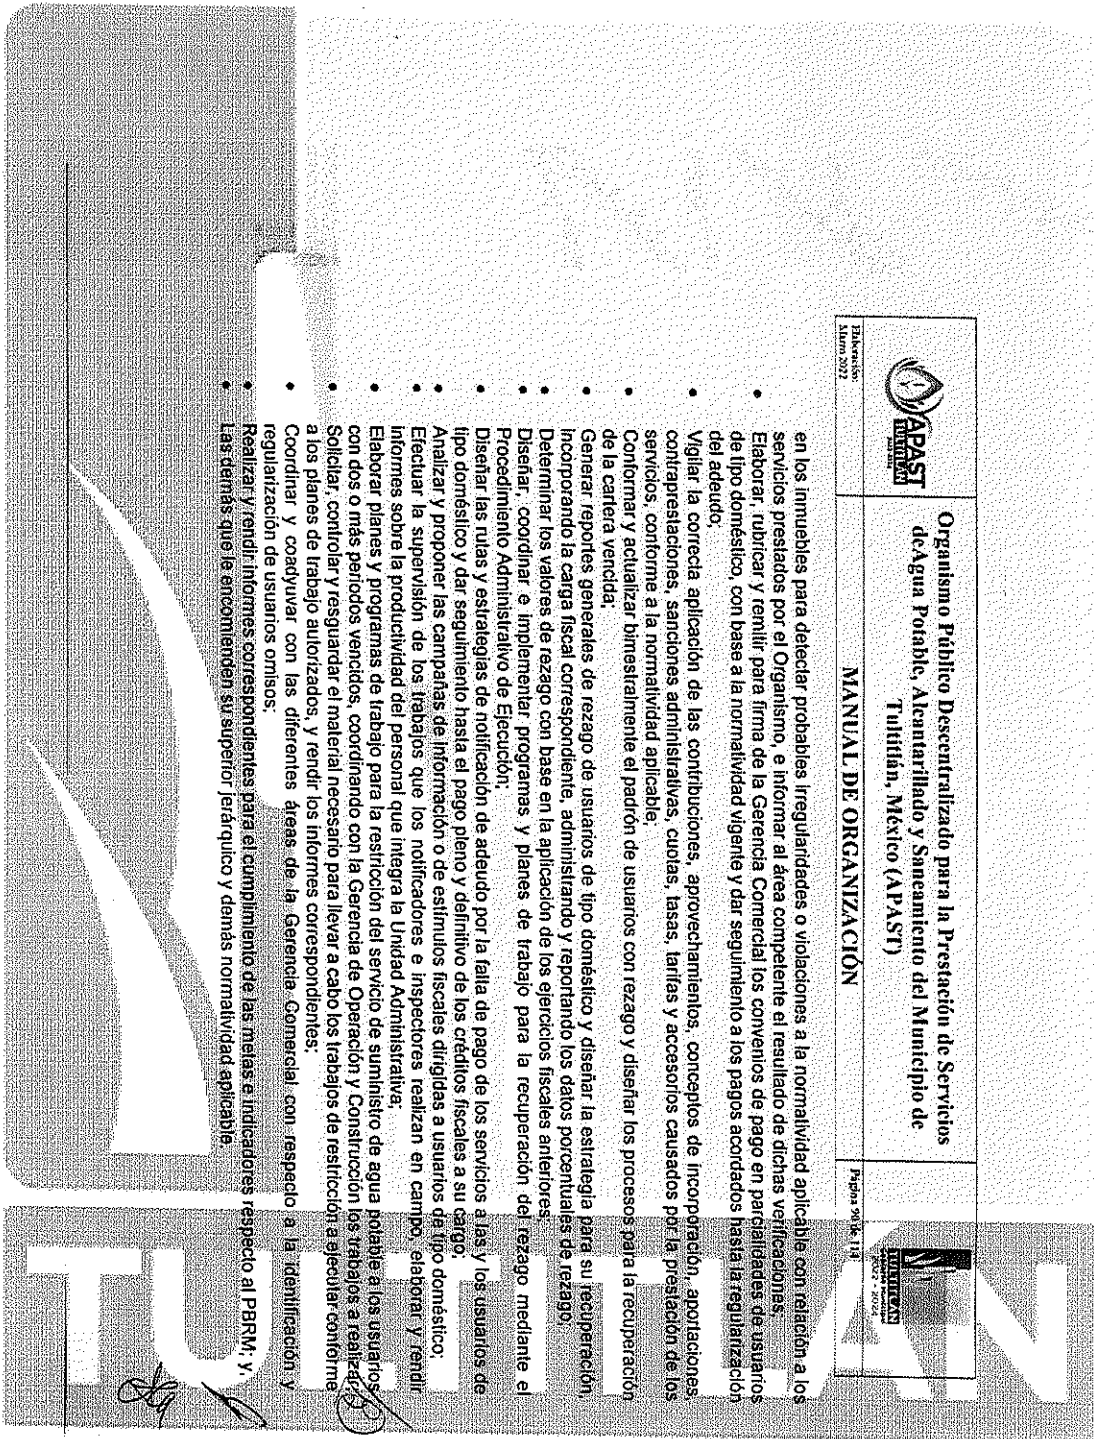 APAST
TULTITLAN
Organismo Público Descentralizado para la Prestación de Servicios
de Agua Potable, Alcantarillado y Saneamiento del Municipio de
Tultitlán, México (APAST)
TULTITLAN
2022 - 2024
Elaboración:
Marzo 2022
MANUAL DE ORGANIZACIÓN
Página 99 de 114
en los inmuebles para detectar probables irregularidades o violaciones a la normatividad aplicable con relación a los
servicios prestados por el Organismo, e informar al área competente el resultado de dichas verificaciones;
• Elaborar, rubricar y remitir para firma de la Gerencia Comercial los convenios de pago en parcialidades de usuarios
de tipo doméstico, con base a la normatividad vigente y dar seguimiento a los pagos acordados hasta la regularización
del adeudo;
• Vigilar la correcta aplicación de las contribuciones, aprovechamientos, conceptos de incorporación, aportaciones,
contraprestaciones, sanciones administrativas, cuotas, tasas, tarifas y accesorios causados por la prestación de los
servicios, conforme a la normatividad aplicable;
• Conformar y actualizar bimestralmente el padrón de usuarios con rezago y diseñar los procesos para la recuperación
de la cartera vencida;
• Generar reportes generales de rezago de usuarios de tipo doméstico y diseñar la estrategia para su recuperación,
incorporando la carga fiscal correspondiente, administrando y reportando los datos porcentuales de rezago;
• Determinar los valores de rezago con base en la aplicación de los ejercicios fiscales anteriores;
• Diseñar, coordinar e implementar programas y planes de trabajo para la recuperación del rezago mediante el
Procedimiento Administrativo de Ejecución;
• Diseñar las rutas y estrategias de notificación de adeudo por la falta de pago de los servicios a las y los usuarios de
tipo doméstico y dar seguimiento hasta el pago pleno y definitivo de los créditos fiscales a su cargo;
• Analizar y proponer las campañas de información o de estímulos fiscales dirigidas a usuarios de tipo doméstico;
• Efectuar la supervisión de los trabajos que los notificadores e inspectores realizan en campo, elaborar y rendir
informes sobre la productividad del personal que integra la Unidad Administrativa;
• Elaborar planes y programas de trabajo para la restricción del servicio de suministro de agua potable a los usuarios
con dos o más periodos vencidos, coordinando con la Gerencia de Operación y Construcción los trabajos a realizar;
• Solicitar, controlar y resguardar el material necesario para llevar a cabo los trabajos de restricción a ejecutar conforme
a los planes de trabajo autorizados, y rendir los informes correspondientes;
• Coordinar y coadyuvar con las diferentes áreas de la Gerencia Comercial con respecto a la identificación y
regularización de usuarios omisos;
• Realizar y rendir informes correspondientes para el cumplimiento de las metas e indicadores respecto al PBRM; y,
• Las demás que le encomienden su superior jerárquico y demás normatividad aplicable.
TULTITLÁN